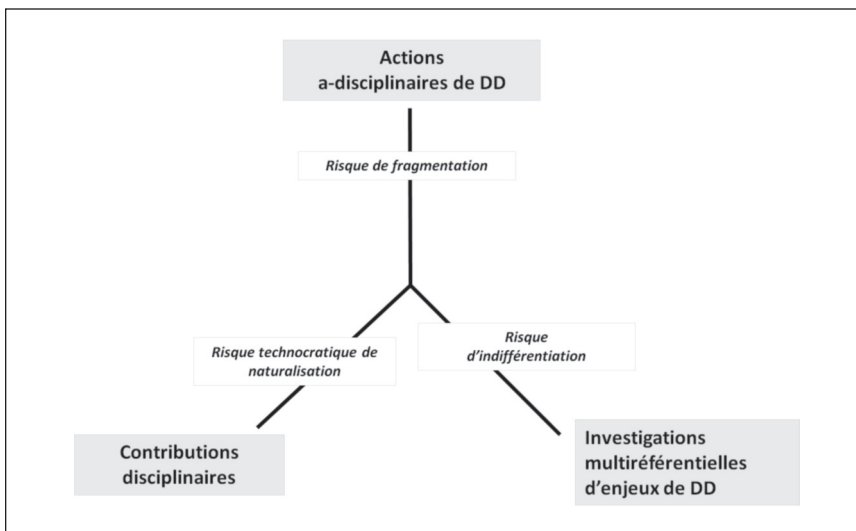 Actions
a-disciplinaires de DD
Risque de fragmentation
Risque technocratique de
naturalisation
Risque
d’indifférentiation
Contributions
disciplinaires
Investigations
multiréférentielles
d’enjeux de DD